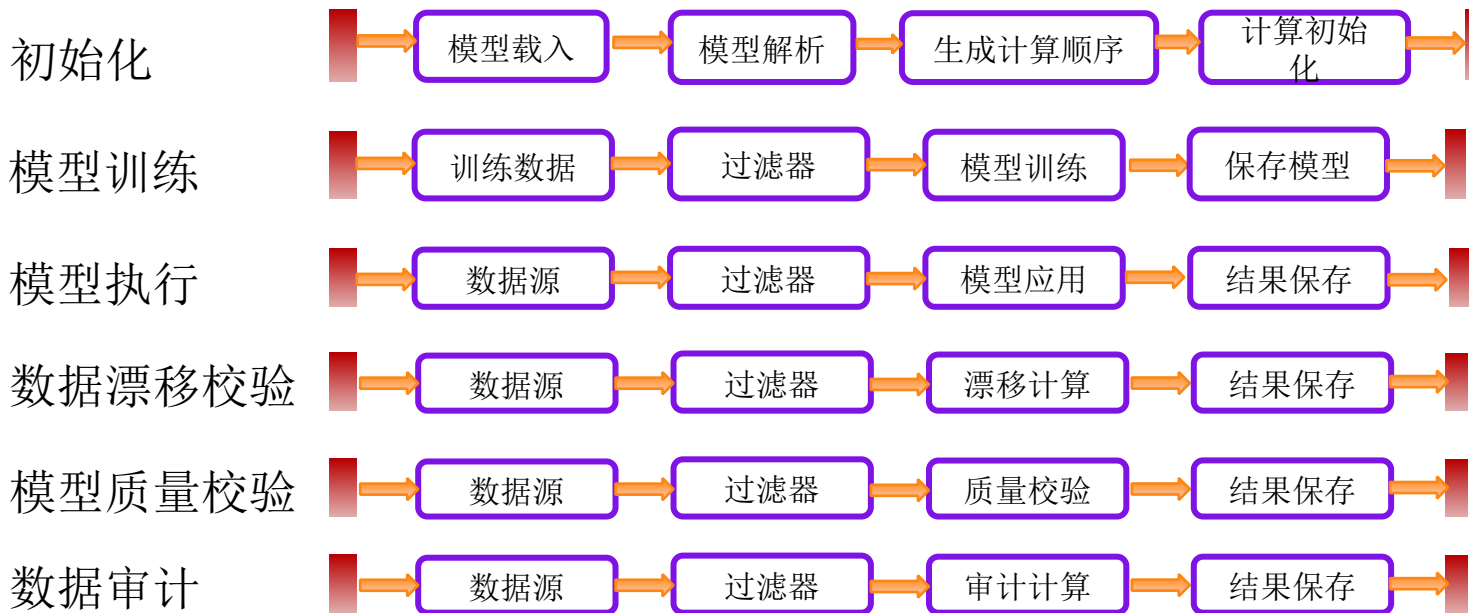 初始化
模型载入
模型解析
生成计算顺序
计算初始
化
模型训练
训练数据
过滤器
模型训练
保存模型
模型执行
数据源
过滤器
模型应用
结果保存
数据漂移校验
数据源
过滤器
漂移计算
结果保存
模型质量校验
数据源
过滤器
质量校验
结果保存
数据审计
数据源
过滤器
审计计算
结果保存